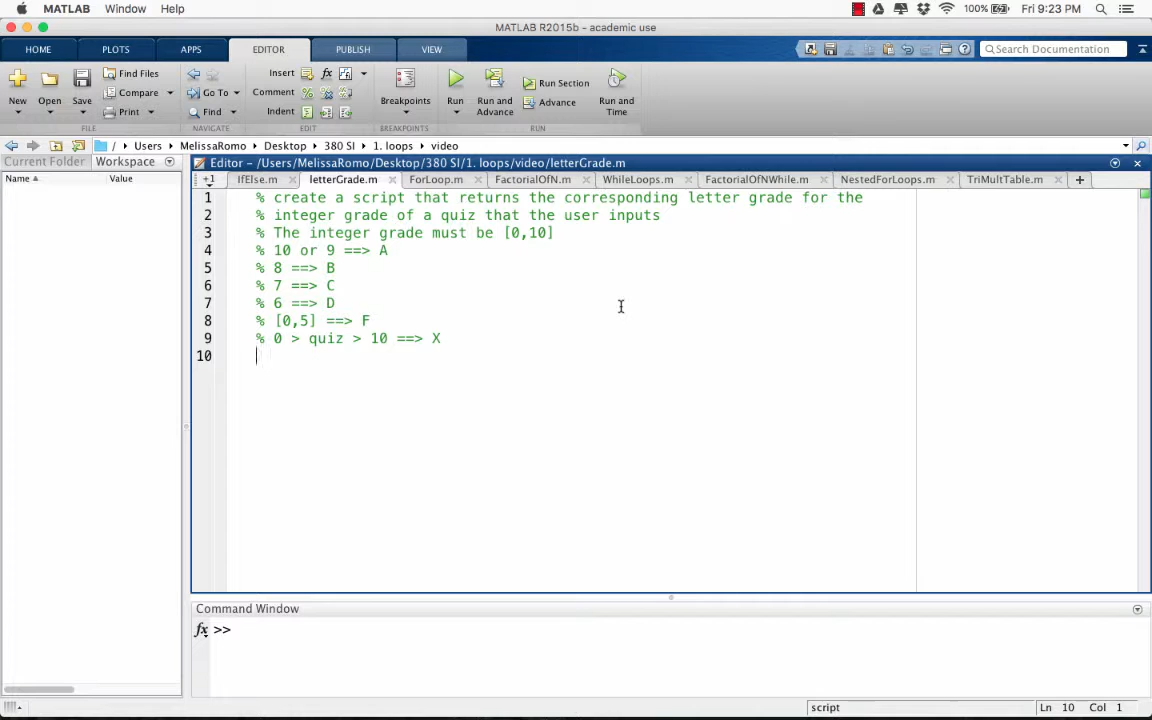 MATLAB Window Help 100% Fri 9:23 PM
MATLAB R2015b - academic use
HOME PLOTS APPS EDITOR PUBLISH VIEW Search Documentation
New Open Save Find Files Compare Print Go To Find Insert fx Comment Indent Breakpoints Run Run and Advance Run Section Advance Run and Time
FILE NAVIGATE EDIT BREAKPOINTS RUN
/ Users MelissaRomo Desktop 380 SI 1. loops video
Current Folder Workspace Editor - /Users/MelissaRomo/Desktop/380 SI/1. loops/video/letterGrade.m
Name Value +1 IfElse.m letterGrade.m ForLoop.m FactorialOfN.m WhileLoops.m FactorialOfNWhile.m NestedForLoops.m TriMultTable.m +
1 % create a script that returns the corresponding letter grade for the
2 % integer grade of a quiz that the user inputs
3 % The integer grade must be [0,10]
4 % 10 or 9 ==> A
5 % 8 ==> B
6 % 7 ==> C
7 % 6 ==> D
8 % [0,5] ==> F
9 % 0 > quiz > 10 ==> X
10
Command Window
fx >>
script Ln 10 Col 1